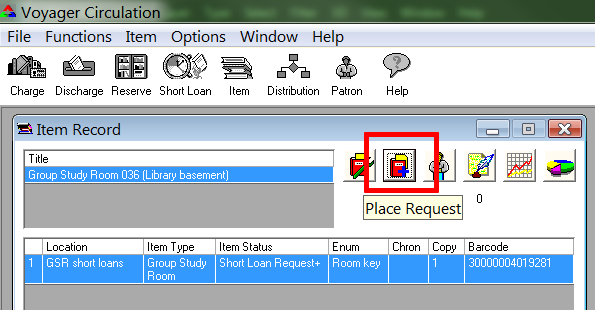 Voyager Circulation
File Functions Item Options Window Help
Charge Discharge Reserve Short Loan Item Distribution Patron Help
Item Record
Title
Group Study Room 036 (Library basement)
Place Request
0
Location Item Type Item Status Enum Chron Copy Barcode
1 GSR short loans Group Study Room Short Loan Request+ Room key 1 30000004019281